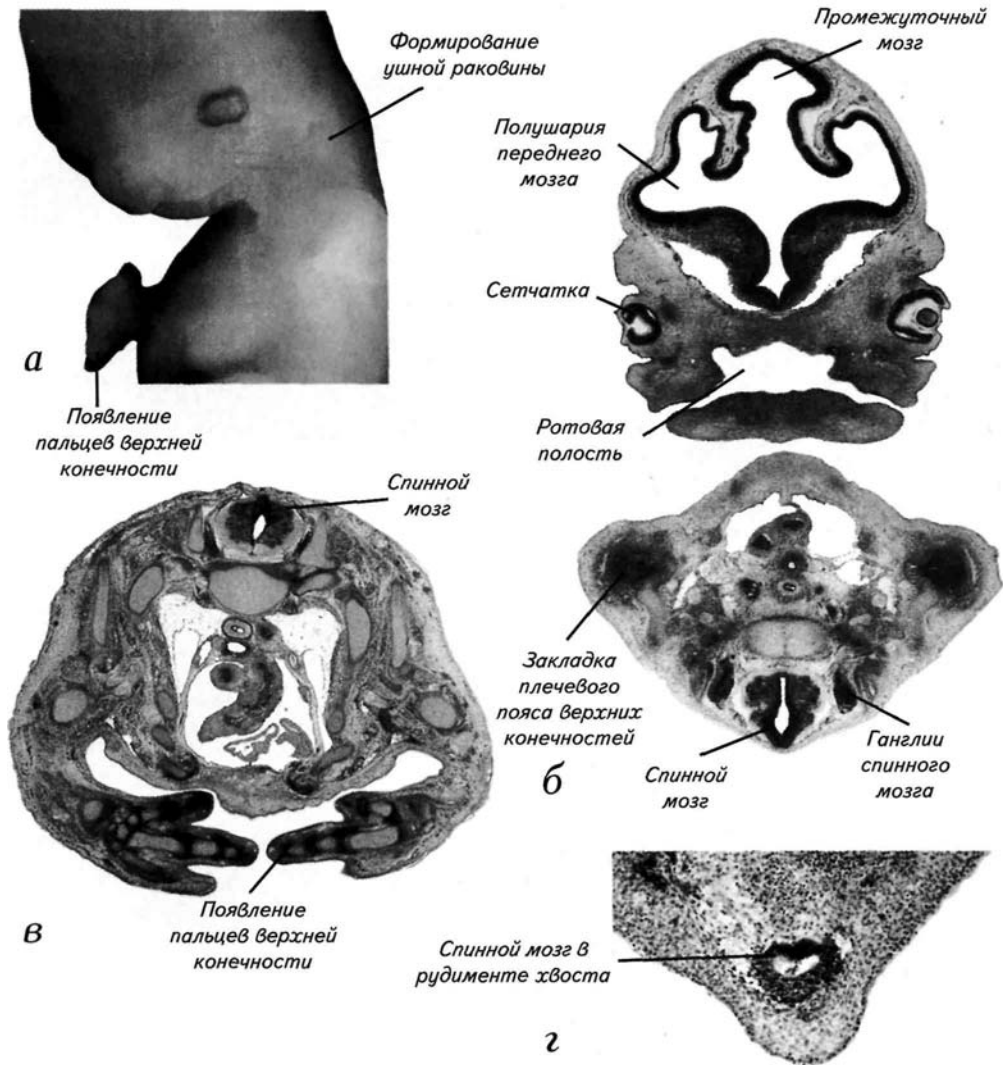 Формирование
ушной раковины
а
Появление
пальцев верхней
конечности
Промежуточный
мозг
Полушария
переднего
мозга
Сетчатка
Ротовая
полость
Закладка
плечевого
пояса верхних
конечностей
Спинной
мозг
Ганглии
спинного
мозга
б
Спинной
мозг
Появление
пальцев верхней
конечности
в
Спинной мозг в
рудименте хвоста
г